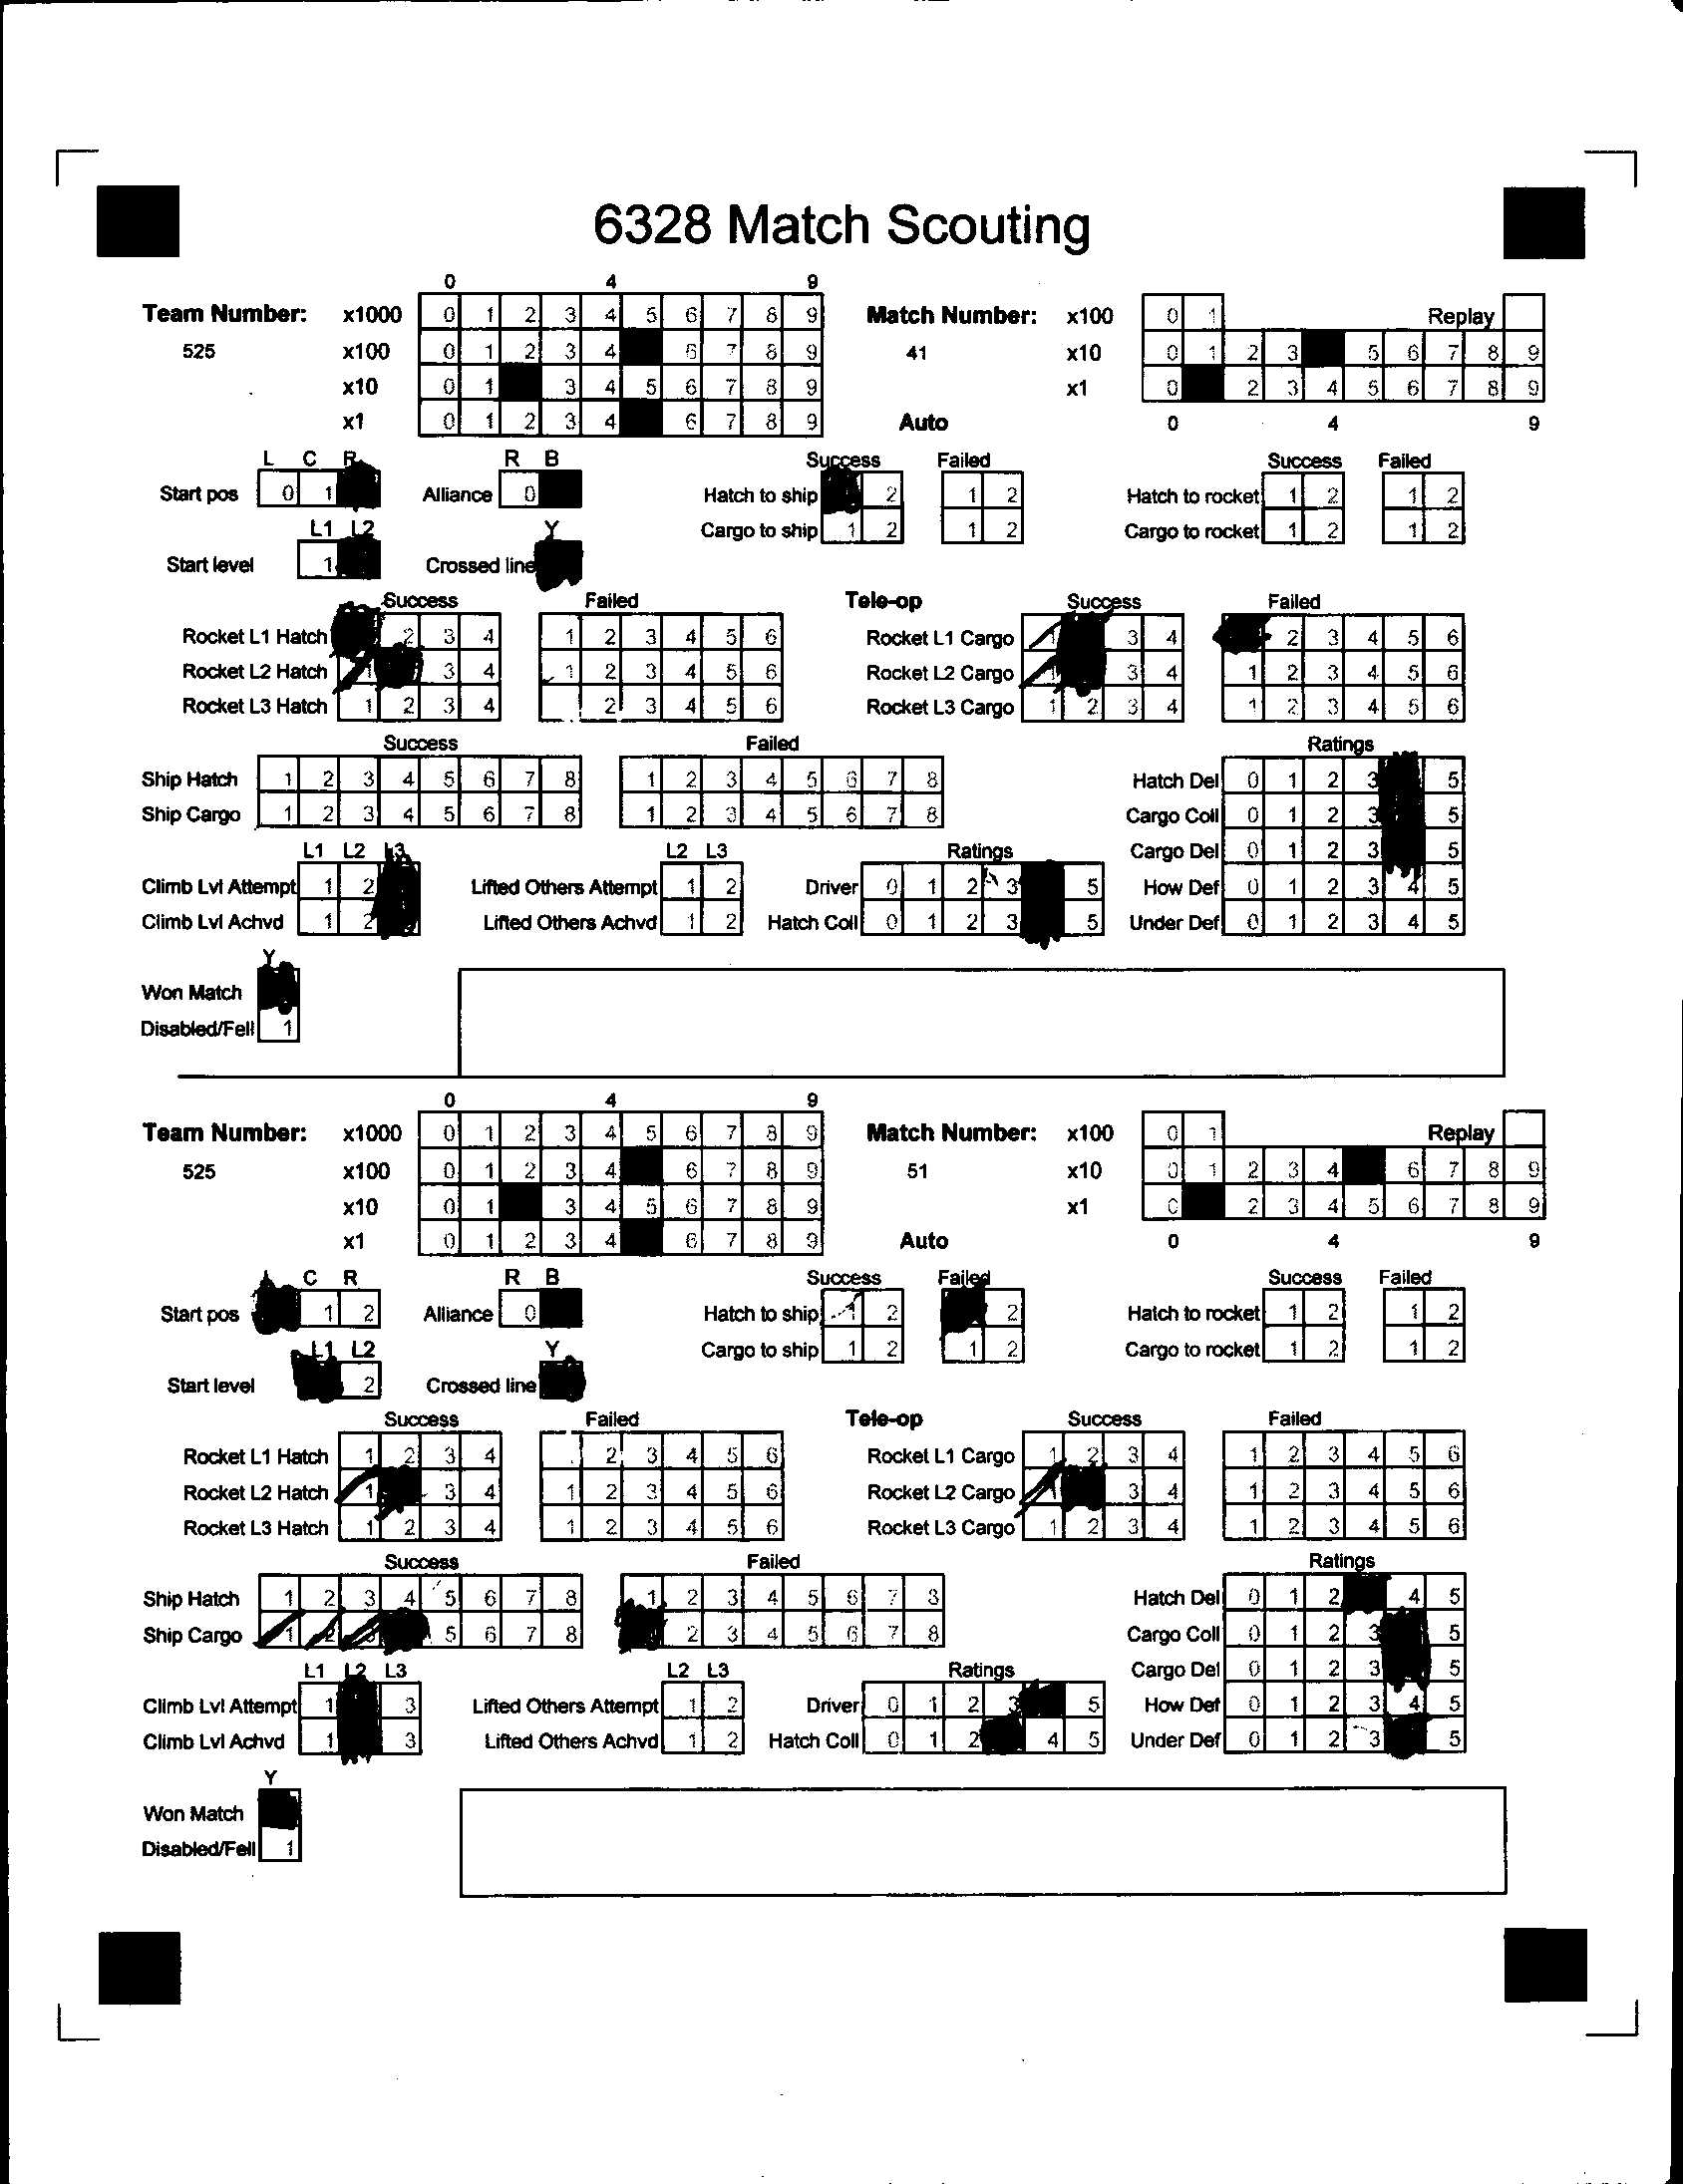 6328 Match Scouting
0 4 9
Team Number: x1000 0 1 2 3 4 5 6 7 8 9 Match Number: x100 0 1 Replay
525 x100 0 1 2 3 4 6 7 8 9 41 x10 0 1 2 3 5 6 7 8 9
x10 0 1 3 4 5 6 7 8 9 x1 0 2 3 4 5 6 7 8 9
x1 0 1 2 3 4 6 7 8 9 Auto 0 4 9
L C R R B Success Failed Success Failed
Start pos 0 1 Alliance 0 Hatch to ship 2 1 2 Hatch to rocket 1 2 1 2
L1 L2 Y Cargo to ship 1 2 1 2 Cargo to rocket 1 2 1 2
Start level 1 Crossed line
Success Failed Tele-op Success Failed
Rocket L1 Hatch 2 3 4 1 2 3 4 5 6 Rocket L1 Cargo 1 3 4 2 3 4 5 6
Rocket L2 Hatch 1 3 4 1 2 3 4 5 6 Rocket L2 Cargo 1 3 4 1 2 3 4 5 6
Rocket L3 Hatch 1 2 3 4 2 3 4 5 6 Rocket L3 Cargo 1 2 3 4 1 2 3 4 5 6
Success Failed Ratings
Ship Hatch 1 2 3 4 5 6 7 8 1 2 3 4 5 6 7 8 Hatch Del 0 1 2 3 5
Ship Cargo 1 2 3 4 5 6 7 8 1 2 3 4 5 6 7 8 Cargo Coll 0 1 2 3 5
L1 L2 L3 L2 L3 Ratings Cargo Del 0 1 2 3 5
Climb Lvl Attempt 1 2 Lifted Others Attempt 1 2 Driver 0 1 2 3 5 How Def 0 1 2 3 4 5
Climb Lvl Achvd 1 2 Lifted Others Achvd 1 2 Hatch Coll 0 1 2 3 5 Under Def 0 1 2 3 4 5
Y
Won Match
Disabled/Fell 1
0 4 9
Team Number: x1000 0 1 2 3 4 5 6 7 8 9 Match Number: x100 0 1 Replay
525 x100 0 1 2 3 4 6 7 8 9 51 x10 0 1 2 3 4 6 7 8 9
x10 0 1 3 4 5 6 7 8 9 x1 0 2 3 4 5 6 7 8 9
x1 0 1 2 3 4 6 7 8 9 Auto 0 4 9
C R R B Success Failed Success Failed
Start pos 1 2 Alliance 0 Hatch to ship 1 2 2 Hatch to rocket 1 2 1 2
L1 L2 Y Cargo to ship 1 2 1 2 Cargo to rocket 1 2 1 2
Start level 2 Crossed line
Success Failed Tele-op Success Failed
Rocket L1 Hatch 1 2 3 4 2 3 4 5 6 Rocket L1 Cargo 1 2 3 4 1 2 3 4 5 6
Rocket L2 Hatch 1 3 4 1 2 3 4 5 6 Rocket L2 Cargo 1 3 4 1 2 3 4 5 6
Rocket L3 Hatch 1 2 3 4 1 2 3 4 5 6 Rocket L3 Cargo 1 2 3 4 1 2 3 4 5 6
Success Failed Ratings
Ship Hatch 1 2 3 4 5 6 7 8 1 2 3 4 5 6 7 8 Hatch Del 0 1 2 4 5
Ship Cargo 1 2 3 5 6 7 8 2 3 4 5 6 7 8 Cargo Coll 0 1 2 3 5
L1 L2 L3 L2 L3 Ratings Cargo Del 0 1 2 3 5
Climb Lvl Attempt 1 3 Lifted Others Attempt 1 2 Driver 0 1 2 3 5 How Def 0 1 2 3 4 5
Climb Lvl Achvd 1 3 Lifted Others Achvd 1 2 Hatch Coll 0 1 2 4 5 Under Def 0 1 2 3 5
Y
Won Match
Disabled/Fell 1